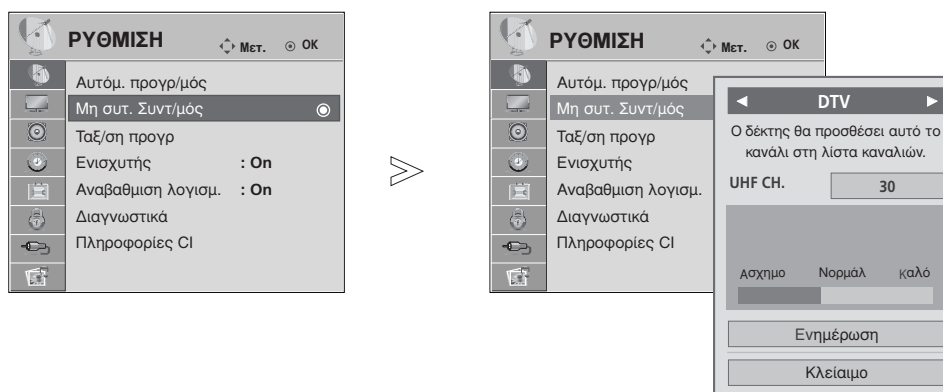 ΡΥΘΜΙΣΗ Μετ. OK
Αυτόμ. προγρ/μός
Μη συτ. Συντ/μός
Ταξ/ση προγρ
Ενισχυτής : On
Αναβαθμιση λογισμ. : On
Διαγνωστικά
Πληροφορίες CI
ΡΥΘΜΙΣΗ Μετ. OK
Αυτόμ. προγρ/μός
Μη συτ. Συντ/μός
Ταξ/ση προγρ
Ενισχυτής
Αναβαθμιση λογισμ.
Διαγνωστικά
Πληροφορίες CI
◀ DTV ▶
Ο δέκτης θα προσθέσει αυτό το
κανάλι στη λίστα καναλιών.
UHF CH. 30
Ασχημο Νορμάλ Καλό
Ενημέρωση
Κλείαιμο